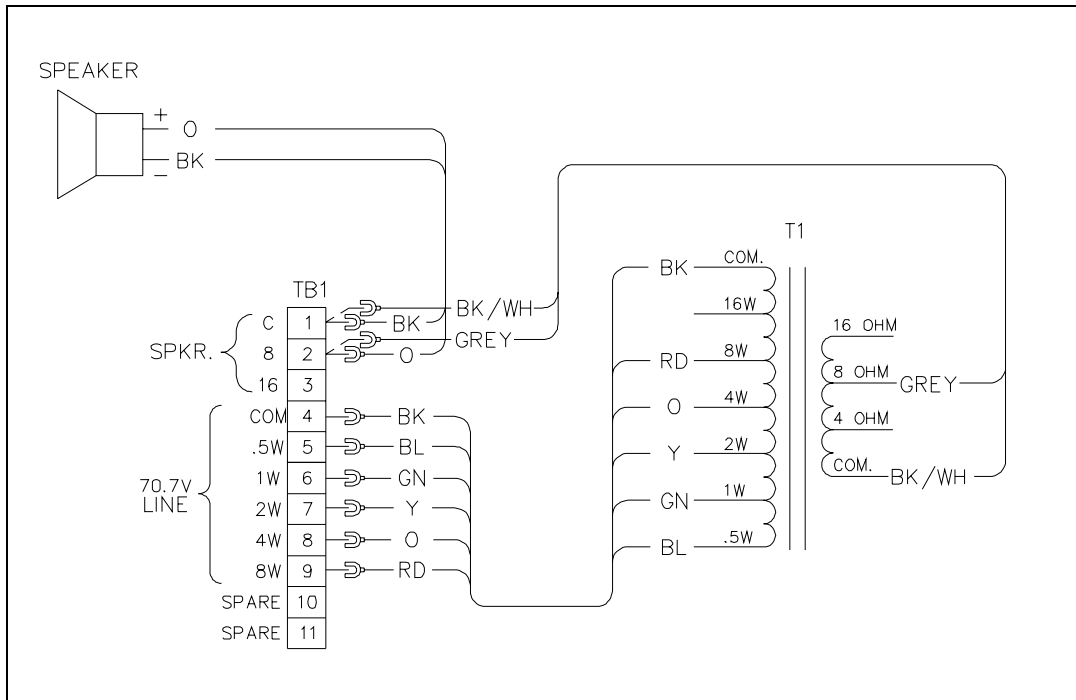 SPEAKER
+
O
BK
−
T1
TB1
C 1 BK/WH
BK
8 2 GREY
O
SPKR.
16 3
COM 4 BK
.5W 5 BL
1W 6 GN
70.7V
LINE
2W 7 Y
4W 8 O
8W 9 RD
SPARE 10
SPARE 11
BK COM.
16W
RD 8W
O 4W
Y 2W
GN 1W
BL .5W
16 OHM
8 OHM GREY
4 OHM
COM. BK/WH